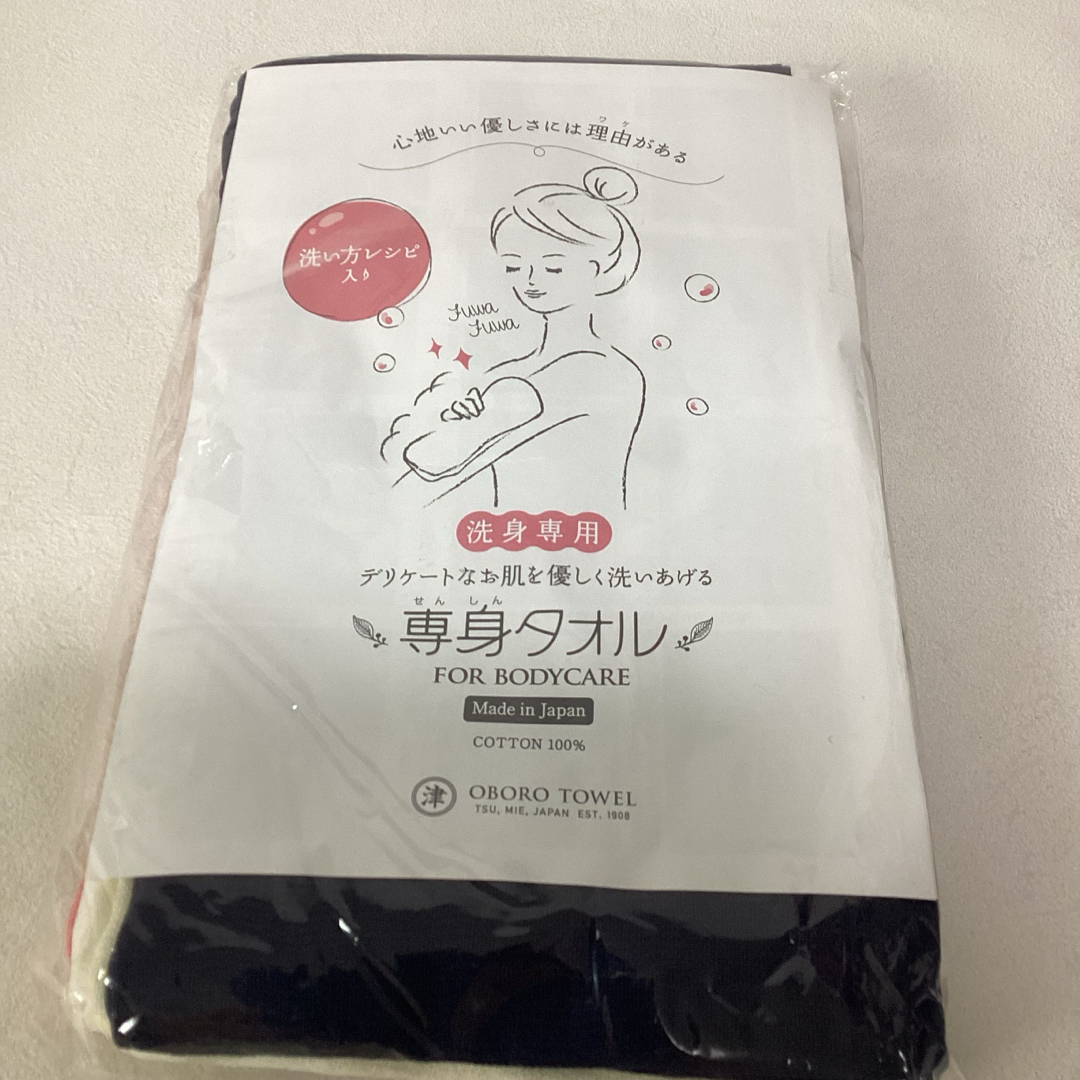 心地いい優しさには理由がある
ワケ
洗い方レシピ
入り
fuwa
fuwa
洗身専用
デリケートなお肌を優しく洗いあげる
せんしん
専身タオル
FOR BODYCARE
Made in Japan
COTTON 100%
津
OBORO TOWEL
TSU, MIE, JAPAN EST. 1908